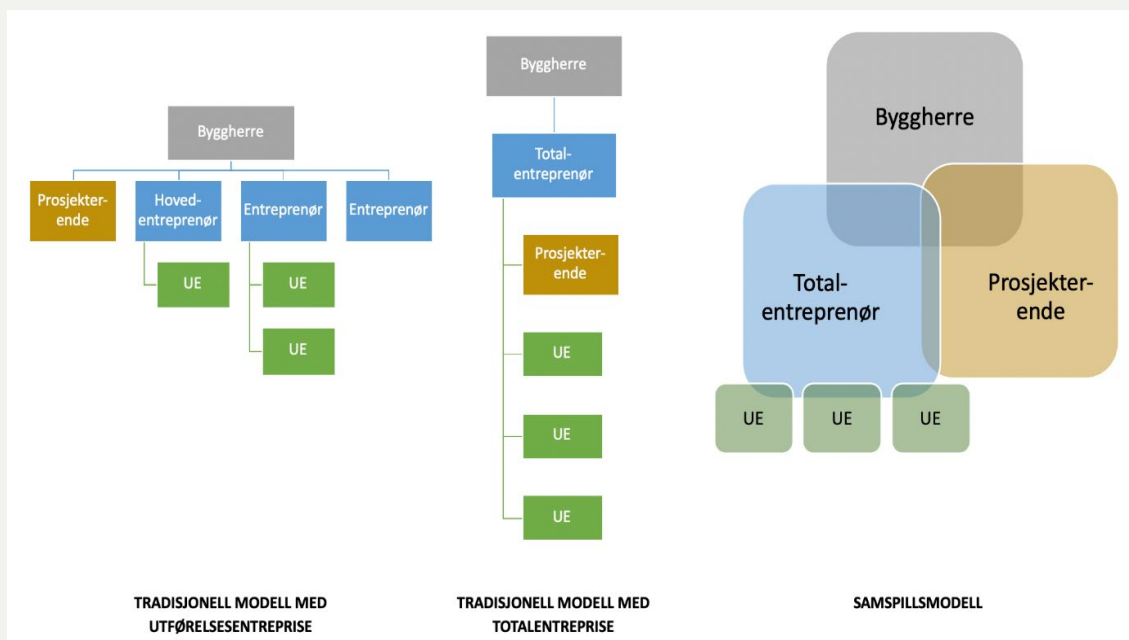 Byggherre
Prosjekter-
ende
Hoved-
entreprenør
Entreprenør
Entreprenør
UE
UE
UE
TRADISJONELL MODELL MED
UTFØRELSESENTREPRISE
Byggherre
Total-
entreprenør
Prosjekter-
ende
UE
UE
UE
TRADISJONELL MODELL MED
TOTALENTREPRISE
Byggherre
Total-
entreprenør
Prosjekter-
ende
UE
UE
UE
SAMSPILLSMODELL